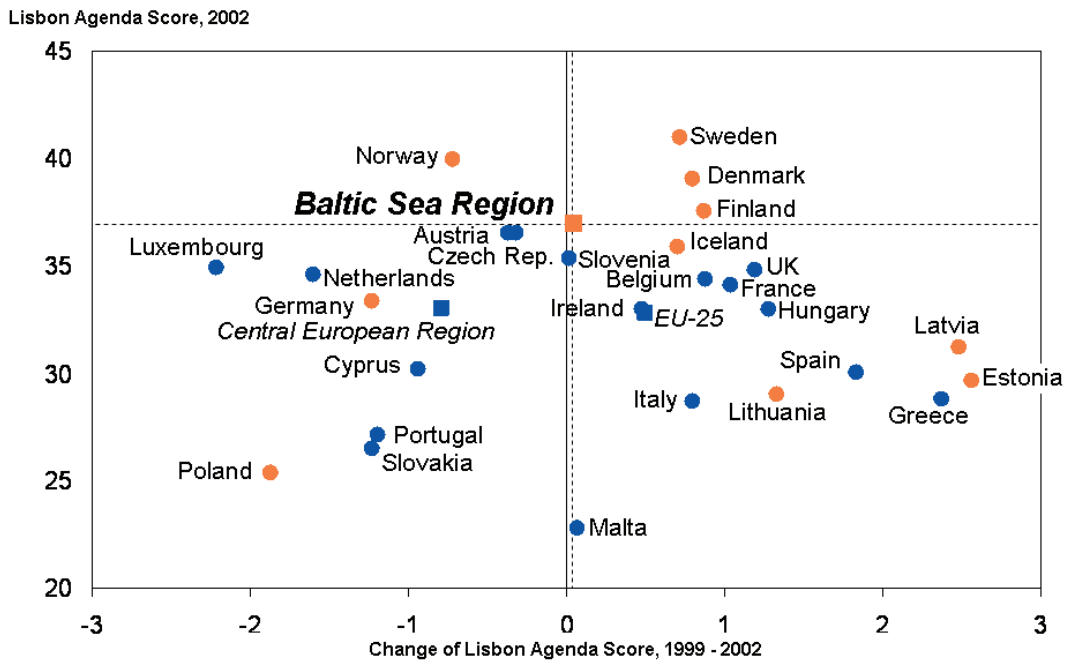 Lisbon Agenda Score, 2002
45
Sweden
Norway
40
Denmark
Baltic Sea Region
Finland
Austria
Iceland
Luxembourg
Czech Rep.
Slovenia
35
Netherlands
Belgium
UK
France
Germany
Ireland
EU-25
Hungary
Central European Region
Latvia
Cyprus
Spain
30
Estonia
Italy
Lithuania
Greece
Portugal
Slovakia
Poland
25
Malta
20
-3 -2 -1 0 1 2 3
Change of Lisbon Agenda Score, 1999 - 2002